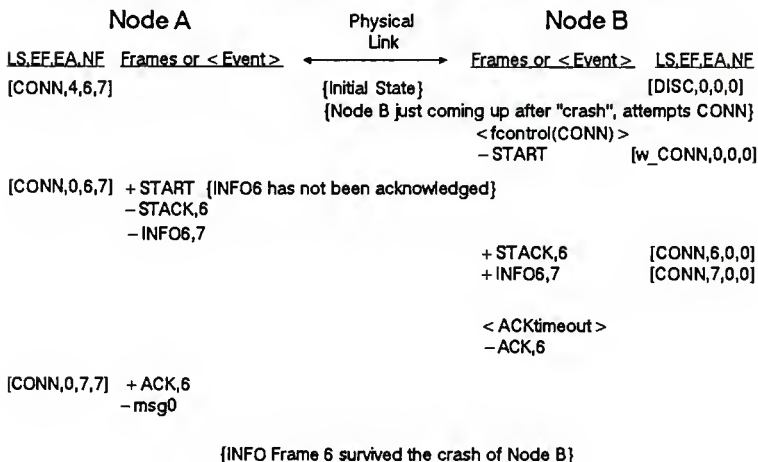 Node A Physical Link Node B
LS,EF,EA,NF Frames or <Event> Frames or <Event> LS,EF,EA,NF
[CONN,4,6,7] {Initial State} [DISC,0,0,0]
{Node B just coming up after "crash", attempts CONN}
<fcontrol(CONN)>
−START [w_CONN,0,0,0]
[CONN,0,6,7] +START {INFO6 has not been acknowledged}
−STACK,6
−INFO6,7
+STACK,6 [CONN,6,0,0]
+INFO6,7 [CONN,7,0,0]
<ACKtimeout>
−ACK,6
[CONN,0,7,7] +ACK,6
−msg0
{INFO Frame 6 survived the crash of Node B}